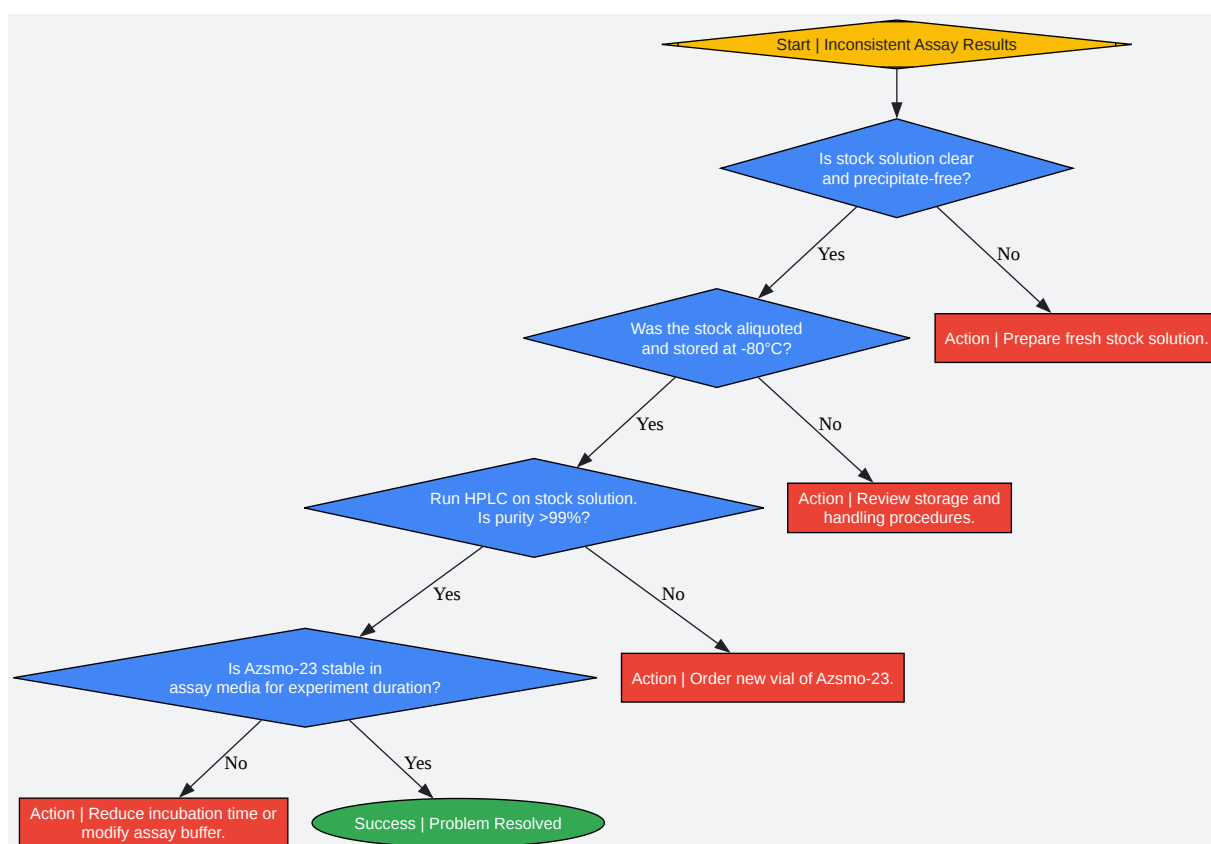 Start | Inconsistent Assay Results
Is stock solution clear
and precipitate-free?
Yes
No
Was the stock aliquoted
and stored at -80°C?
Action | Prepare fresh stock solution.
Yes
No
Run HPLC on stock solution.
Is purity >99%?
Action | Review storage and
handling procedures.
Yes
No
Is Azsmo-23 stable in
assay media for experiment duration?
Action | Order new vial of Azsmo-23.
No
Yes
Action | Reduce incubation time or
modify assay buffer.
Success | Problem Resolved